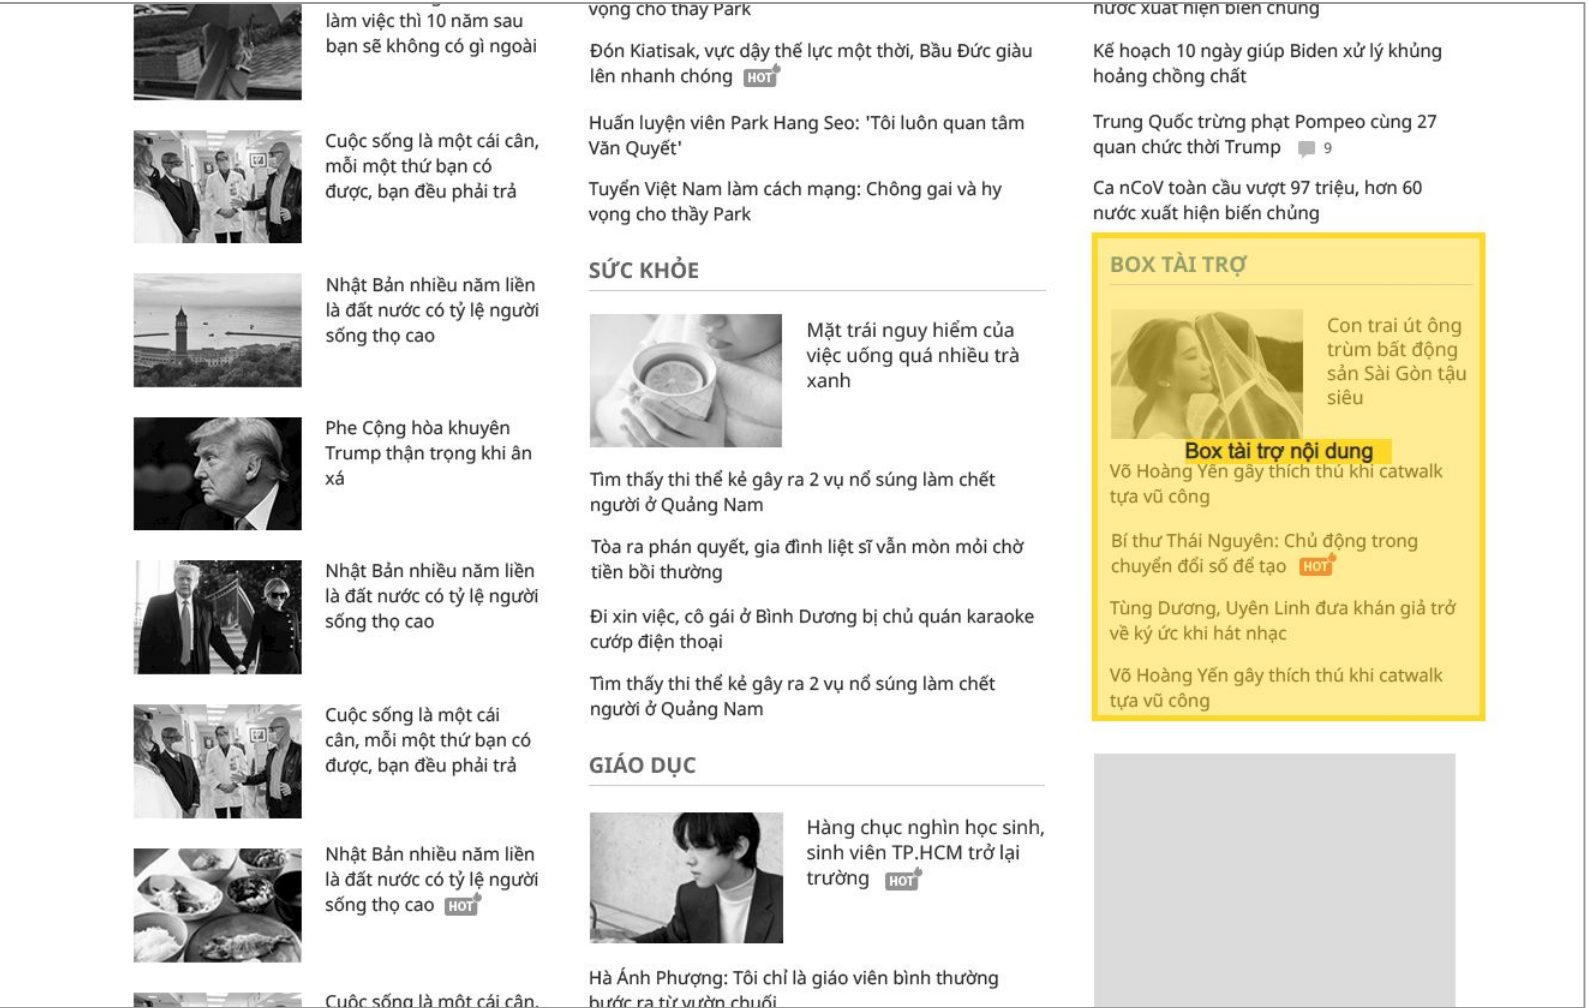 làm việc thì 10 năm sau
bạn sẽ không có gì ngoài
Cuộc sống là một cái cân,
mỗi một thứ bạn có
được, bạn đều phải trả
Nhật Bản nhiều năm liền
là đất nước có tỷ lệ người
sống thọ cao
Phe Cộng hòa khuyên
Trump thận trọng khi ân
xá
Nhật Bản nhiều năm liền
là đất nước có tỷ lệ người
sống thọ cao
Cuộc sống là một cái
cân, mỗi một thứ bạn có
được, bạn đều phải trả
Nhật Bản nhiều năm liền
là đất nước có tỷ lệ người
sống thọ cao HOT
Cuộc sống là một cái cân,
vọng cho thầy Park
Đón Kiatisak, vực dậy thế lực một thời, Bầu Đức giàu
lên nhanh chóng HOT
Huấn luyện viên Park Hang Seo: 'Tôi luôn quan tâm
Văn Quyết'
Tuyển Việt Nam làm cách mạng: Chông gai và hy
vọng cho thầy Park
SỨC KHỎE
Mặt trái nguy hiểm của
việc uống quá nhiều trà
xanh
Tìm thấy thi thể kẻ gây ra 2 vụ nổ súng làm chết
người ở Quảng Nam
Tòa ra phán quyết, gia đình liệt sĩ vẫn mòn mỏi chờ
tiền bồi thường
Đi xin việc, cô gái ở Bình Dương bị chủ quán karaoke
cướp điện thoại
Tìm thấy thi thể kẻ gây ra 2 vụ nổ súng làm chết
người ở Quảng Nam
GIÁO DỤC
Hàng chục nghìn học sinh,
sinh viên TP.HCM trở lại
trường HOT
Hà Ánh Phượng: Tôi chỉ là giáo viên bình thường
bước ra từ vườn chuối
nước xuất hiện biến chủng
Kế hoạch 10 ngày giúp Biden xử lý khủng
hoảng chồng chất
Trung Quốc trừng phạt Pompeo cùng 27
quan chức thời Trump 9
Ca nCoV toàn cầu vượt 97 triệu, hơn 60
nước xuất hiện biến chủng
BOX TÀI TRỢ
Con trai út ông
trùm bất động
sản Sài Gòn tậu
siêu
Box tài trợ nội dung
Võ Hoàng Yến gây thích thú khi catwalk
tựa vũ công
Bí thư Thái Nguyên: Chủ động trong
chuyển đổi số để tạo HOT
Tùng Dương, Uyên Linh đưa khán giả trở
về ký ức khi hát nhạc
Võ Hoàng Yến gây thích thú khi catwalk
tựa vũ công